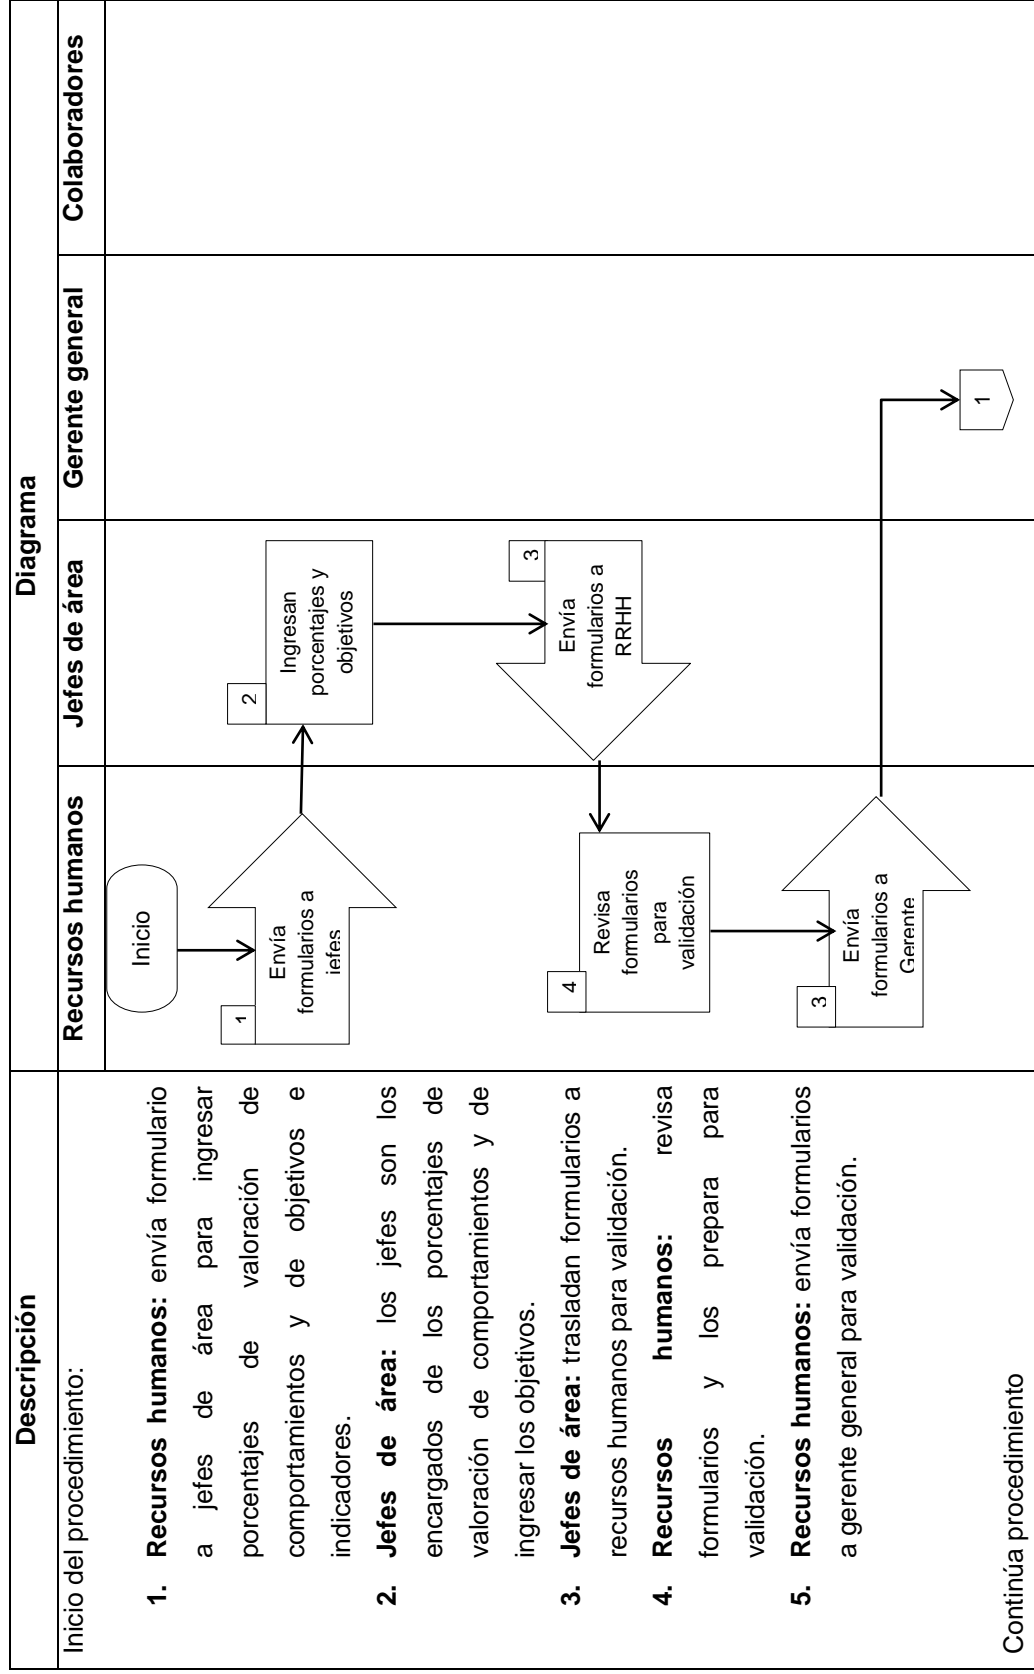 Descripción
Diagrama
Recursos humanos
Jefes de área
Gerente general
Colaboradores
Inicio del procedimiento:
1. Recursos humanos: envía formulario
a jefes de área para ingresar
porcentajes de valoración de
comportamientos y de objetivos e
indicadores.
2. Jefes de área: los jefes son los
encargados de los porcentajes de
valoración de comportamientos y de
ingresar los objetivos.
3. Jefes de área: trasladan formularios a
recursos humanos para validación.
4. Recursos humanos: revisa
formularios y los prepara para
validación.
5. Recursos humanos: envía formularios
a gerente general para validación.
Continúa procedimiento
Inicio
1
Envía
formularios a
jefes
2
Ingresan
porcentajes y
objetivos
3
Envía
formularios a
RRHH
4
Revisa
formularios
para
validación
3
Envía
formularios a
Gerente
1